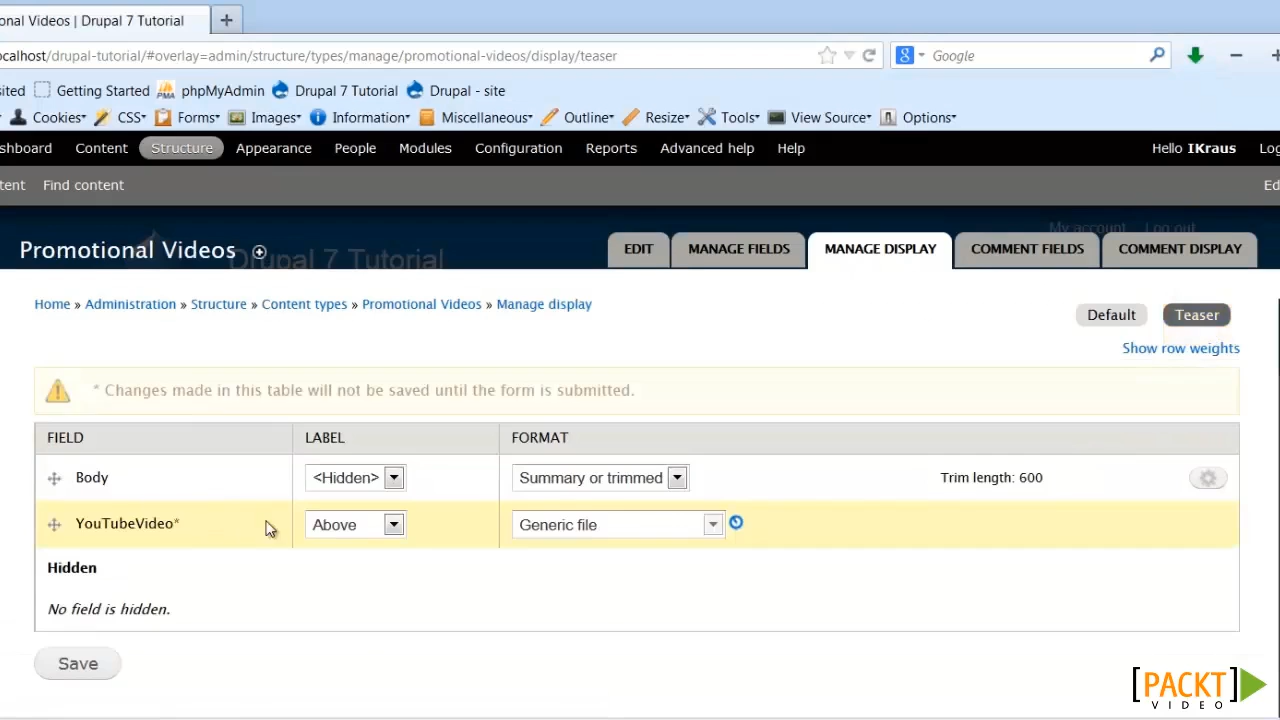 onal Videos | Drupal 7 Tutorial +
ocalhost/drupal-tutorial/#overlay=admin/structure/types/manage/promotional-videos/display/teaser
Google
sited Getting Started phpMyAdmin Drupal 7 Tutorial Drupal - site
Cookies CSS Forms Images Information Miscellaneous Outline Resize Tools View Source Options
shboard Content Structure Appearance People Modules Configuration Reports Advanced help Help Hello IKraus Log
tent Find content Ed
My account Log out
Promotional Videos
Drupal 7 Tutorial
EDIT MANAGE FIELDS MANAGE DISPLAY COMMENT FIELDS COMMENT DISPLAY
Home » Administration » Structure » Content types » Promotional Videos » Manage display
Default Teaser
Show row weights
* Changes made in this table will not be saved until the form is submitted.
FIELD LABEL FORMAT
Body <Hidden> Summary or trimmed Trim length: 600
YouTubeVideo* Above Generic file
Hidden
No field is hidden.
Save
[PACKT]
VIDEO